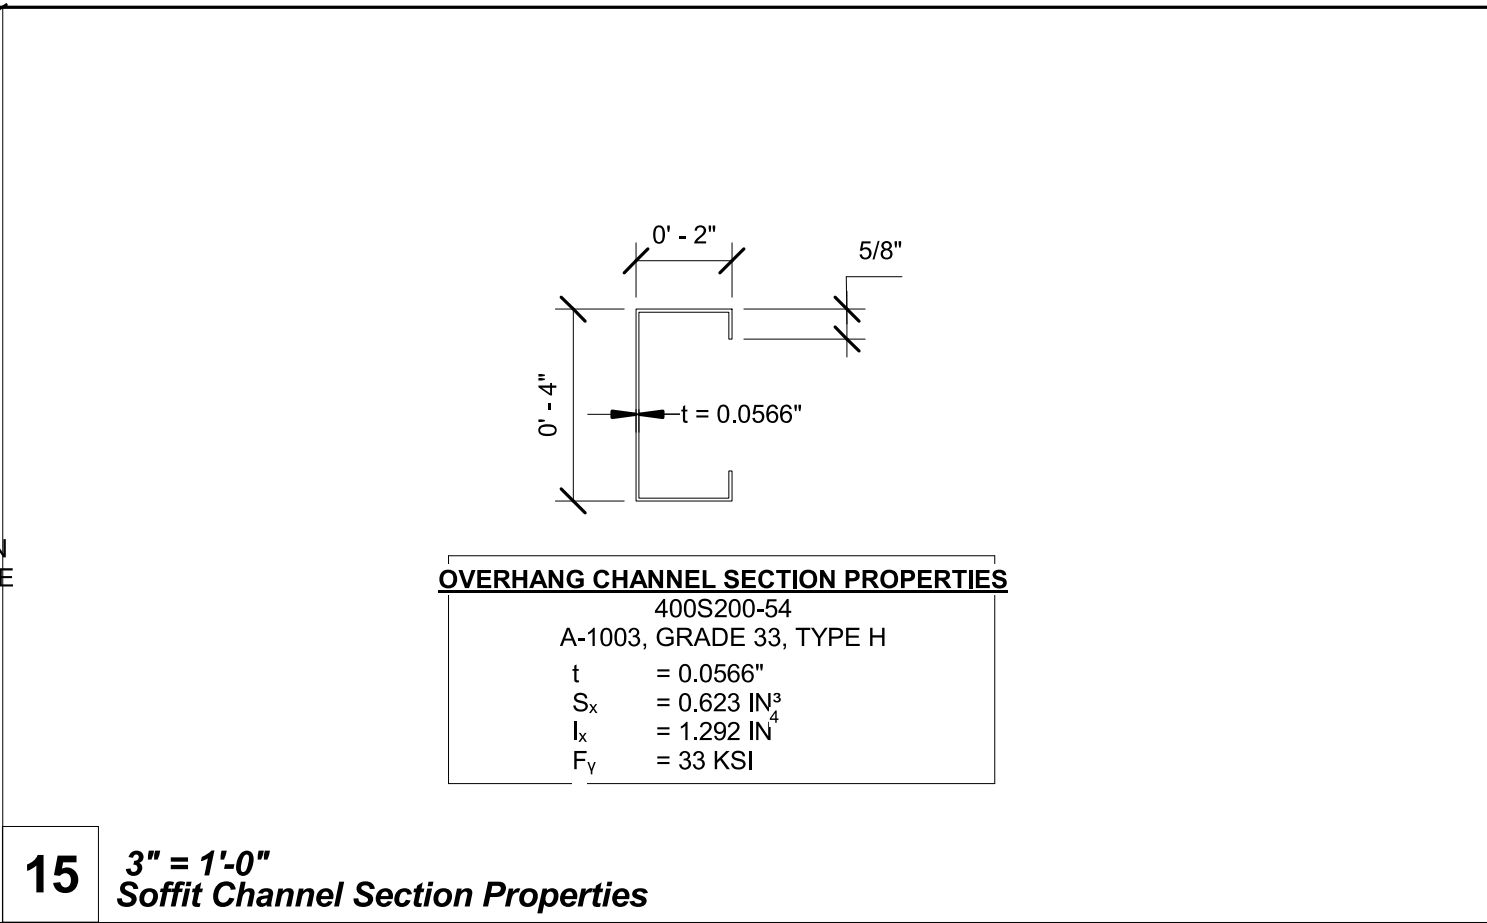 0' - 2"
5/8"
0' - 4"
t = 0.0566"
N
E
OVERHANG CHANNEL SECTION PROPERTIES
400S200-54
A-1003, GRADE 33, TYPE H
t = 0.0566"
Sₓ = 0.623 IN³
Iₓ = 1.292 IN⁴
Fᵧ = 33 KSI
15
3" = 1'-0"
Soffit Channel Section Properties